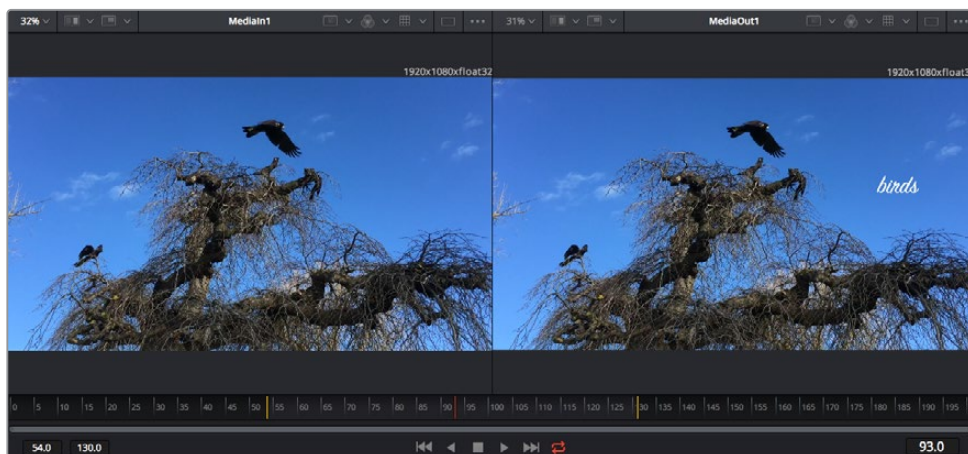 32%
MediaIn1
31%
MediaOut1
1920x1080xfloat32
1920x1080xfloat3
birds
0 5 10 15 20 25 30 35 40 45 50 55 60 65 70 75 80 85 90 95 100 105 110 115 120 125 130 135 140 145 150 155 160 165 170 175 180 185 190 195
54.0 130.0 93.0